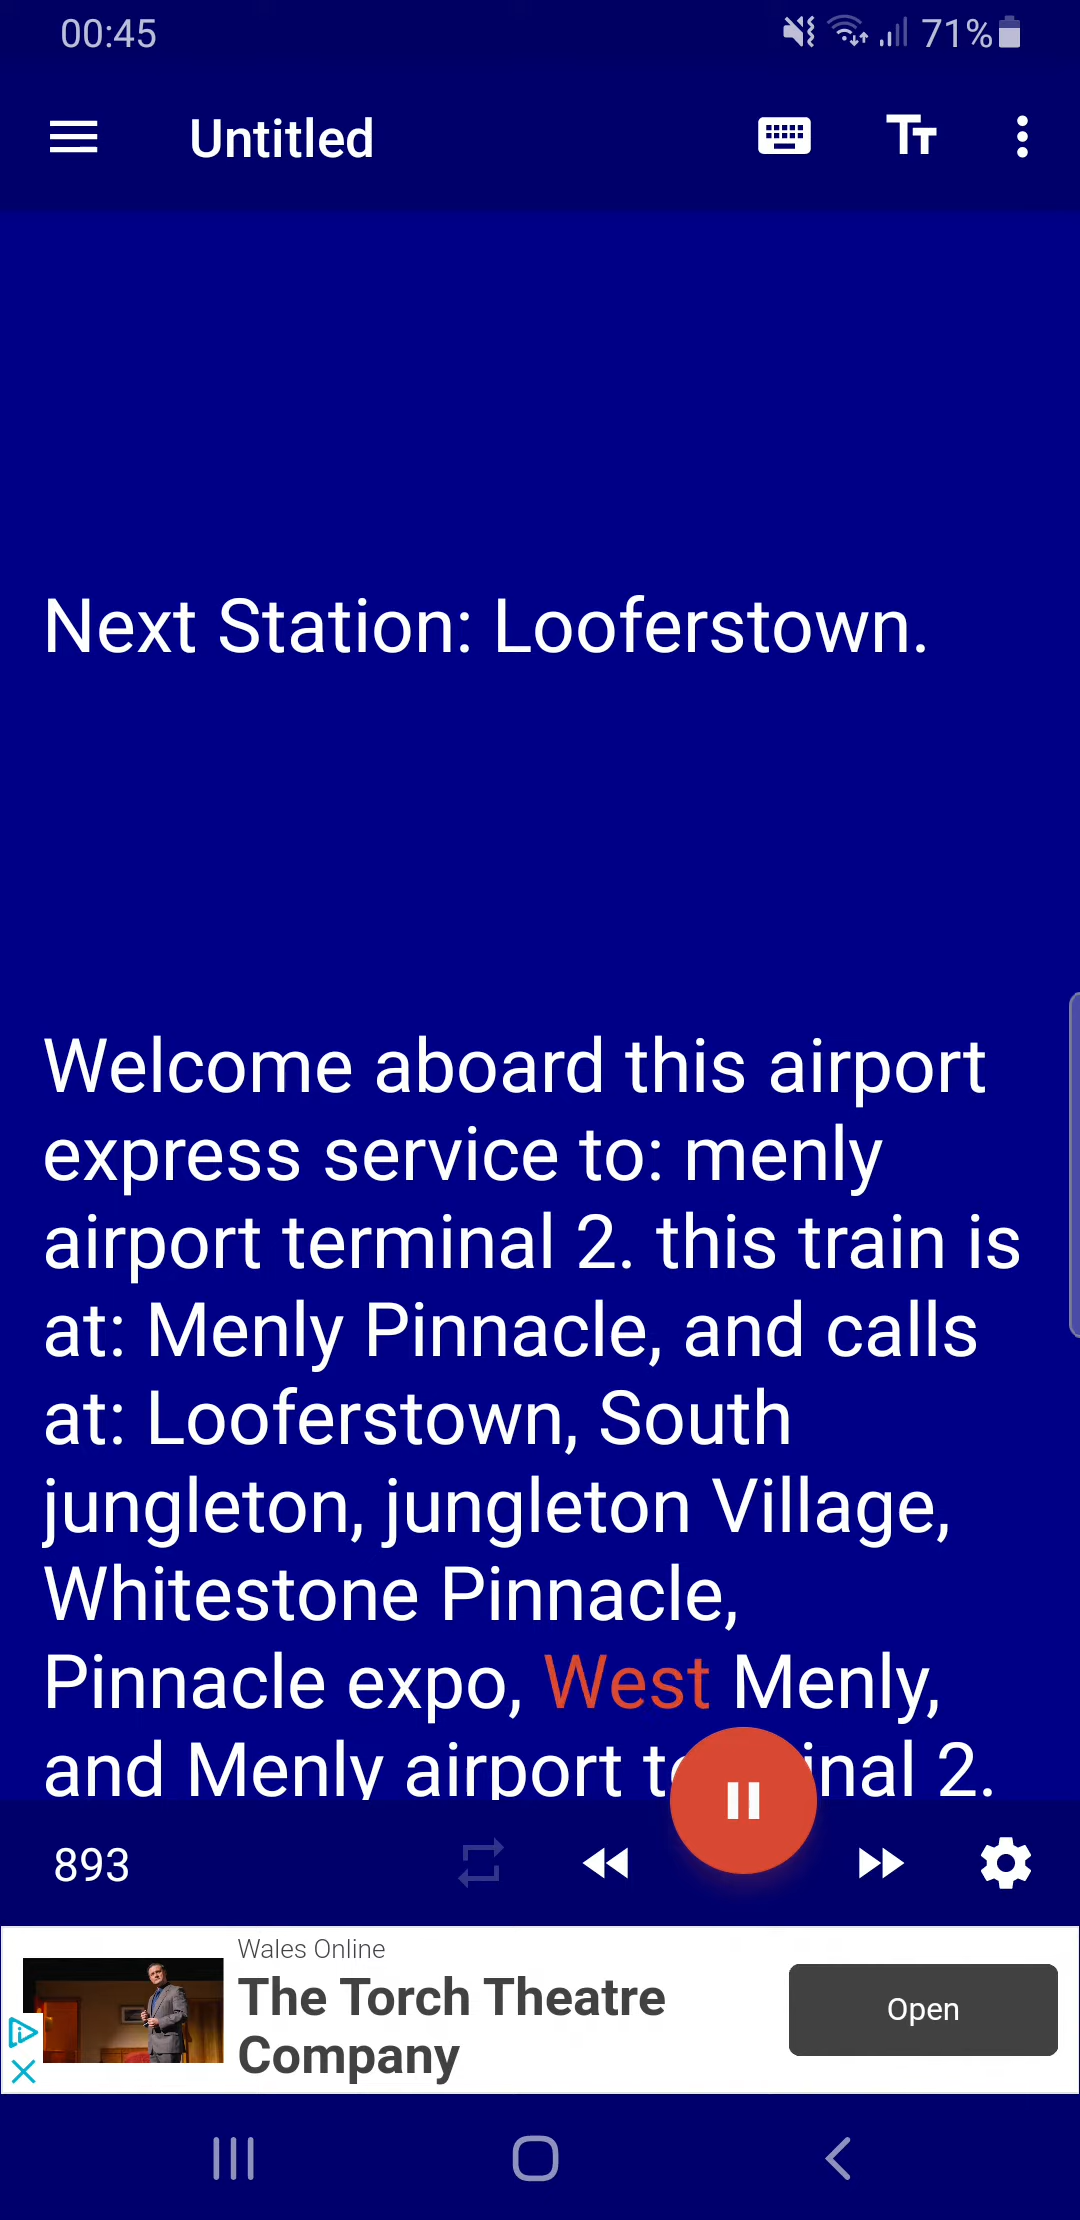 00:45
71%
Untitled
Next Station: Looferstown.
Welcome aboard this airport
express service to: menly
airport terminal 2. this train is
at: Menly Pinnacle, and calls
at: Looferstown, South
jungleton, jungleton Village,
Whitestone Pinnacle,
Pinnacle expo, West Menly,
and Menly airport terminal 2.
893
Wales Online
The Torch Theatre
Company
Open